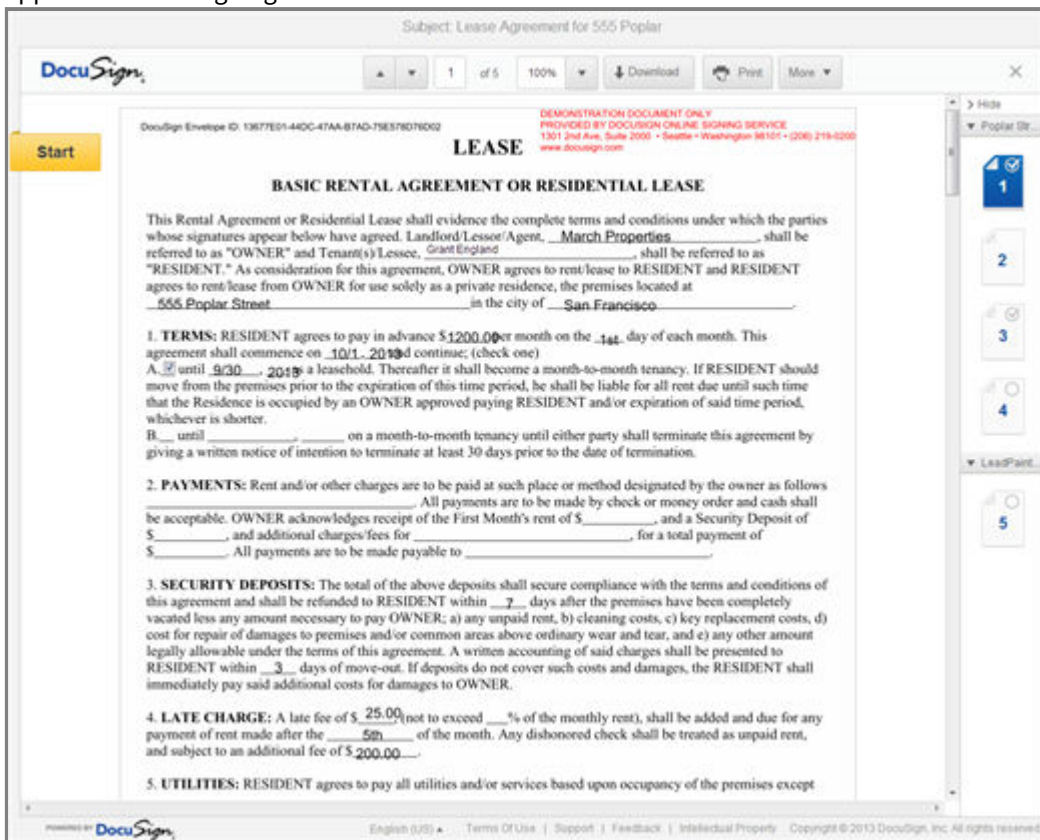 Subject: Lease Agreement for 555 Poplar
DocuSign
1 of 5 100% Download Print More
Hide
Poplar Str...
Start
DocuSign Envelope ID: 13677E01-44DC-47AA-B7AD-75E578D76D02
DEMONSTRATION DOCUMENT ONLY
PROVIDED BY DOCUSIGN ONLINE SIGNING SERVICE
1301 2nd Ave, Suite 2000 • Seattle • Washington 98101 • (206) 219-0200
www.docusign.com
LEASE
BASIC RENTAL AGREEMENT OR RESIDENTIAL LEASE
This Rental Agreement or Residential Lease shall evidence the complete terms and conditions under which the parties
whose signatures appear below have agreed. Landlord/Lessor/Agent, March Properties, shall be
referred to as "OWNER" and Tenant(s)/Lessee, Grant England, shall be referred to as
"RESIDENT." As consideration for this agreement, OWNER agrees to rent/lease to RESIDENT and RESIDENT
agrees to rent/lease from OWNER for use solely as a private residence, the premises located at
555 Poplar Street in the city of San Francisco.
1. TERMS: RESIDENT agrees to pay in advance $1200.00 per month on the 1st day of each month. This
agreement shall commence on 10/1, 2013 and continue; (check one)
A. until 9/30, 2013 as a leasehold. Thereafter it shall become a month-to-month tenancy. If RESIDENT should
move from the premises prior to the expiration of this time period, he shall be liable for all rent due until such time
that the Residence is occupied by an OWNER approved paying RESIDENT and/or expiration of said time period,
whichever is shorter.
B.__ until ____________, ______ on a month-to-month tenancy until either party shall terminate this agreement by
giving a written notice of intention to terminate at least 30 days prior to the date of termination.
2. PAYMENTS: Rent and/or other charges are to be paid at such place or method designated by the owner as follows
____________________. All payments are to be made by check or money order and cash shall
be acceptable. OWNER acknowledges receipt of the First Month's rent of $__________, and a Security Deposit of
$__________, and additional charges/fees for ____________________, for a total payment of
$__________. All payments are to be made payable to ____________________.
3. SECURITY DEPOSITS: The total of the above deposits shall secure compliance with the terms and conditions of
this agreement and shall be refunded to RESIDENT within 7 days after the premises have been completely
vacated less any amount necessary to pay OWNER; a) any unpaid rent, b) cleaning costs, c) key replacement costs, d)
cost for repair of damages to premises and/or common areas above ordinary wear and tear, and e) any other amount
legally allowable under the terms of this agreement. A written accounting of said charges shall be presented to
RESIDENT within 3 days of move-out. If deposits do not cover such costs and damages, the RESIDENT shall
immediately pay said additional costs for damages to OWNER.
4. LATE CHARGE: A late fee of $ 25.00, (not to exceed ___% of the monthly rent), shall be added and due for any
payment of rent made after the 5th of the month. Any dishonored check shall be treated as unpaid rent,
and subject to an additional fee of $ 200.00.
5. UTILITIES: RESIDENT agrees to pay all utilities and/or services based upon occupancy of the premises except
1
2
3
4
LeadPaint...
5
POWERED BY DocuSign
English (US) Terms Of Use | Support | Feedback | Intellectual Property Copyright © 2013 DocuSign, Inc. All rights reserved